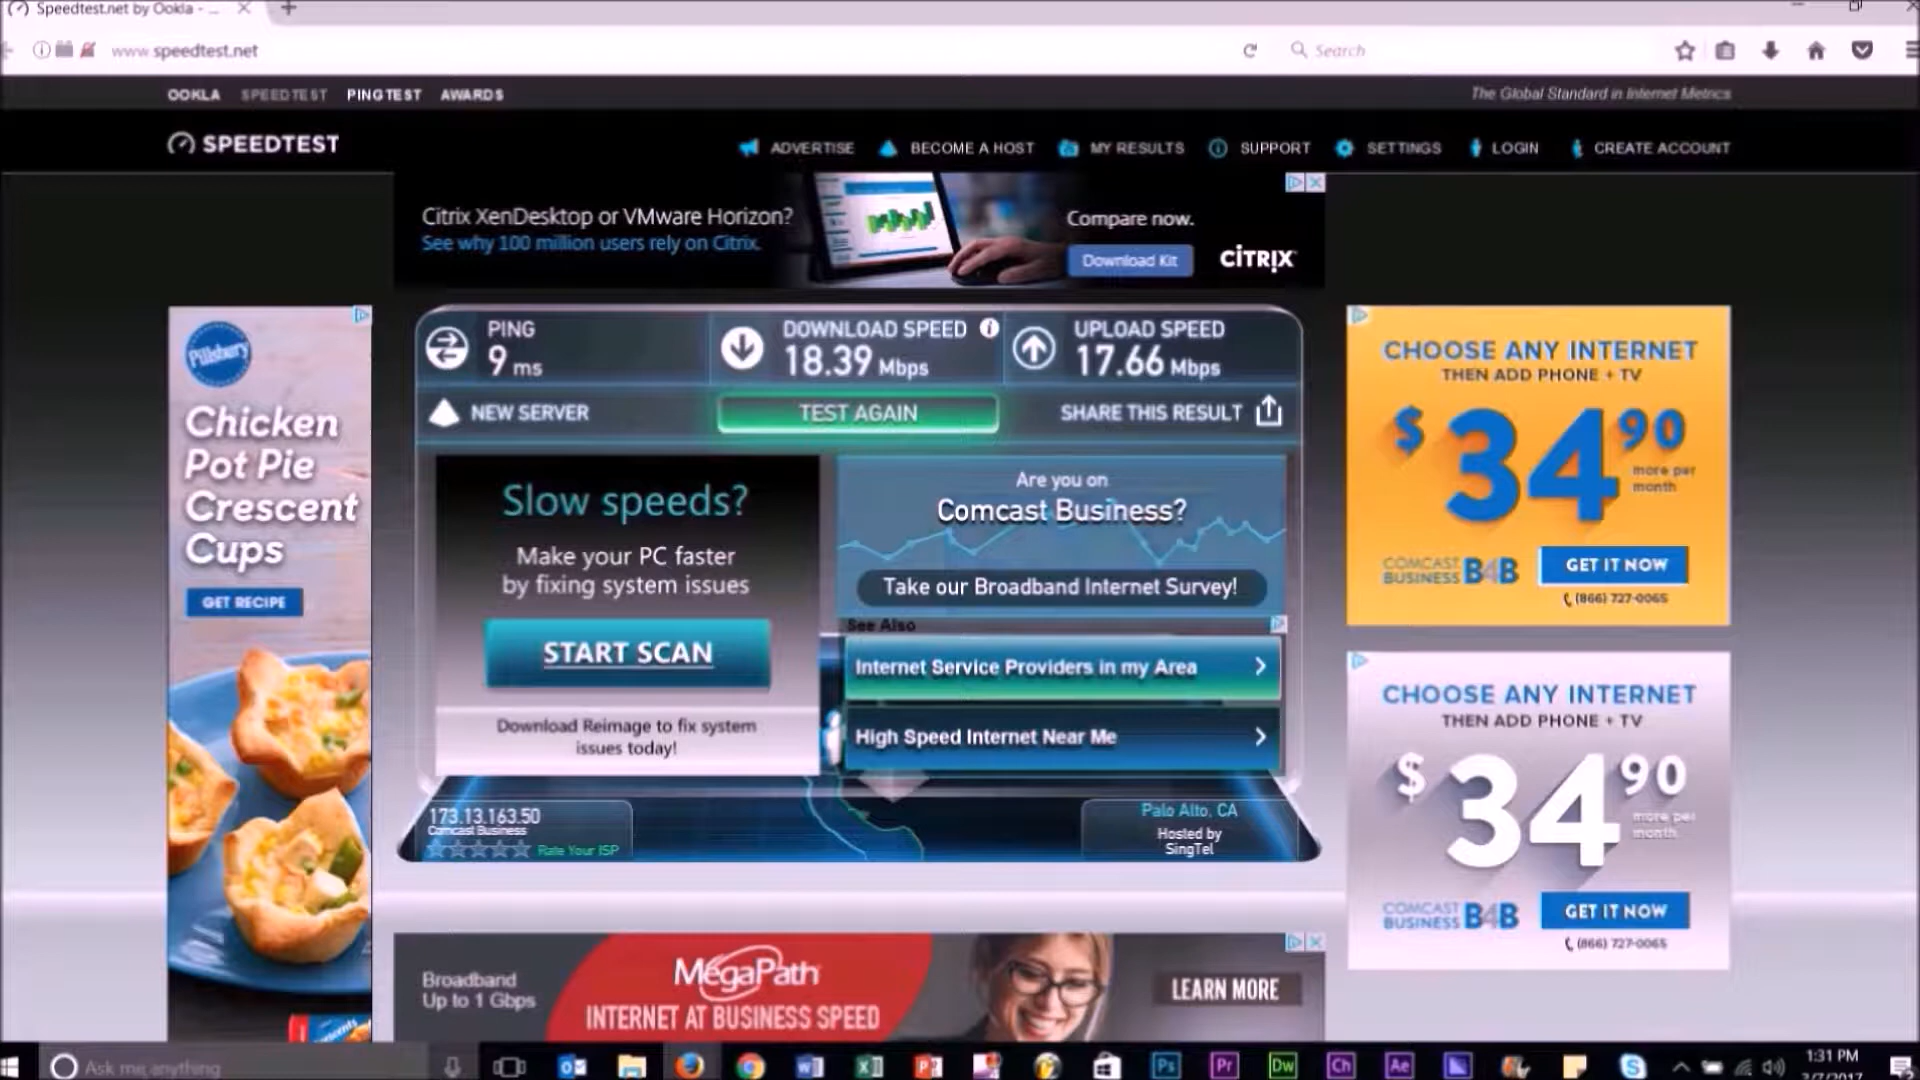 Speedtest.net by Ookla - ...
www.speedtest.net
Search
OOKLA SPEEDTEST PINGTEST AWARDS
The Global Standard in Internet Metrics
SPEEDTEST
ADVERTISE BECOME A HOST MY RESULTS SUPPORT SETTINGS LOGIN CREATE ACCOUNT
Citrix XenDesktop or VMware Horizon?
See why 100 million users rely on Citrix.
Compare now.
Download Kit
CITRIX
Pillsbury
Chicken
Pot Pie
Crescent
Cups
GET RECIPE
PING
9 ms
DOWNLOAD SPEED
18.39 Mbps
UPLOAD SPEED
17.66 Mbps
NEW SERVER
TEST AGAIN
SHARE THIS RESULT
Slow speeds?
Make your PC faster
by fixing system issues
START SCAN
Download Reimage to fix system
issues today!
Are you on
Comcast Business?
Take our Broadband Internet Survey!
See Also
Internet Service Providers in my Area
High Speed Internet Near Me
173.13.163.50
Comcast Business
Rate Your ISP
Palo Alto, CA
Hosted by
SingTel
CHOOSE ANY INTERNET
THEN ADD PHONE + TV
$34.90
more per
month
COMCAST
BUSINESS B4B
GET IT NOW
(866) 727-0065
CHOOSE ANY INTERNET
THEN ADD PHONE + TV
$34.90
more per
month
COMCAST
BUSINESS B4B
GET IT NOW
(866) 727-0065
Broadband
Up to 1 Gbps
MegaPath
INTERNET AT BUSINESS SPEED
LEARN MORE
Ask me anything
Ps Pr Dw Ch Ae
1:31 PM